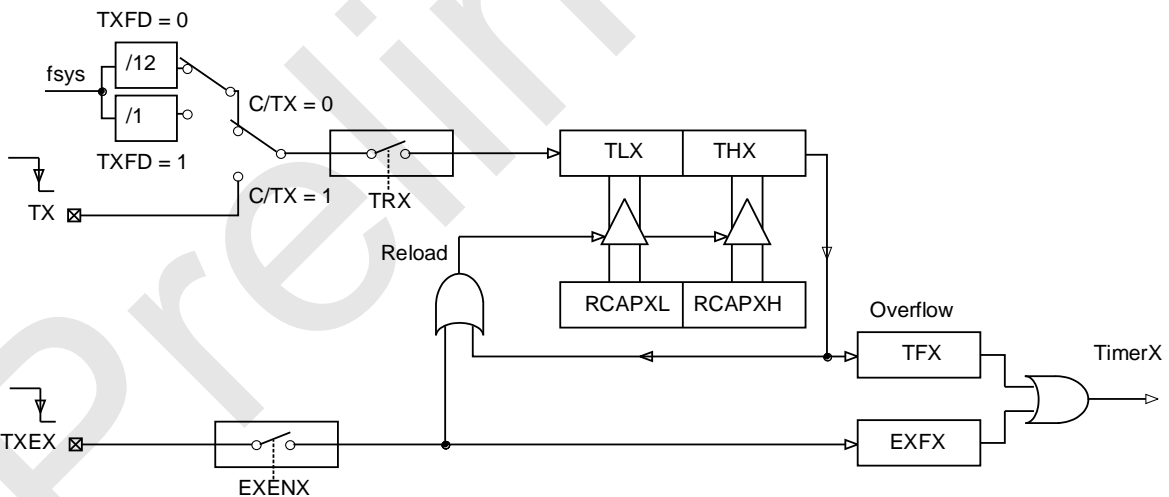 TXFD = 0
/12
fsys
C/TX = 0
/1
TXFD = 1
TLX THX
C/TX = 1
TRX
TX
Reload
RCAPXL RCAPXH
Overflow
TFX
TimerX
TXEX
EXFX
EXENX
Prelim